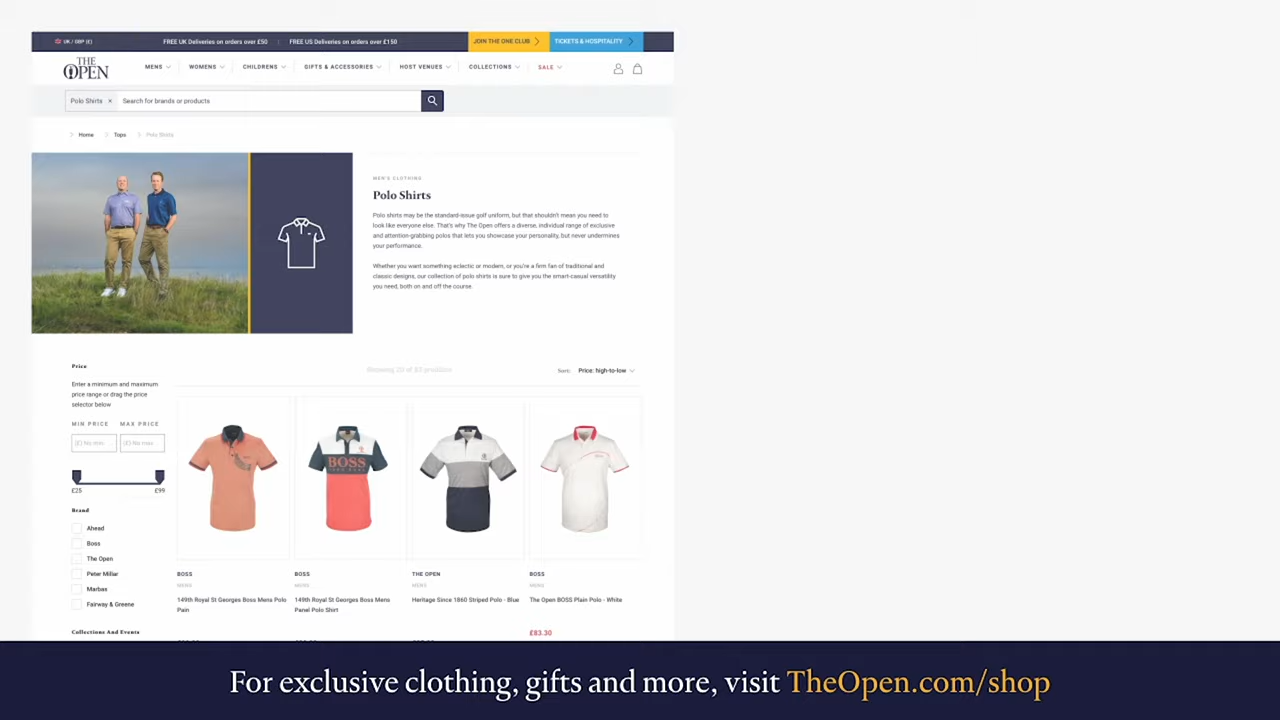 UK / GBP (£)
FREE UK Deliveries on orders over £50 | FREE US Deliveries on orders over £150
JOIN THE ONE CLUB
TICKETS & HOSPITALITY
THE
OPEN
MENS
WOMENS
CHILDRENS
GIFTS & ACCESSORIES
HOST VENUES
COLLECTIONS
SALE
Polo Shirts × Search for brands or products
Home Tops Polo Shirts
MEN'S CLOTHING
Polo Shirts
Polo shirts may be the standard-issue golf uniform, but that shouldn't mean you need to
look like everyone else. That's why The Open offers a diverse, individual range of exclusive
and attention-grabbing polos that lets you showcase your personality, but never undermines
your performance.
Whether you want something eclectic or modern, or you're a firm fan of traditional and
classic designs, our collection of polo shirts is sure to give you the smart-casual versatility
you need, both on and off the course.
Price
Enter a minimum and maximum
price range or drag the price
selector below
MIN PRICE MAX PRICE
(£) No min (£) No max
£25 £99
Brand
Ahead
Boss
The Open
Peter Millar
Marbas
Fairway & Greene
Collections And Events
Sort: Price: high-to-low
BOSS
BOSS
MENS
149th Royal St Georges Boss Mens Polo
Pain
BOSS
MENS
149th Royal St Georges Boss Mens
Panel Polo Shirt
THE OPEN
MENS
Heritage Since 1860 Striped Polo - Blue
BOSS
MENS
The Open BOSS Plain Polo - White
£83.30
For exclusive clothing, gifts and more, visit TheOpen.com/shop